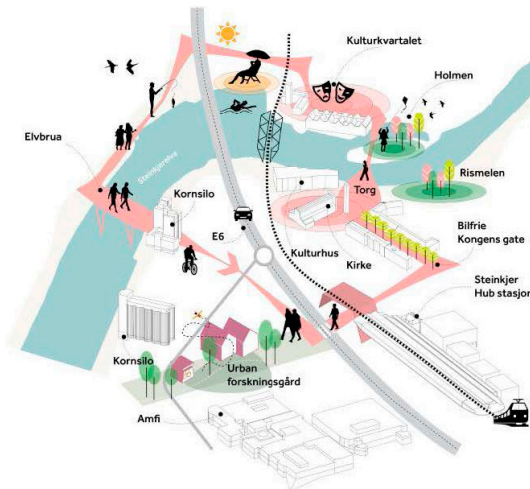 Kulturkvartalet
Holmen
Elvbrua
Steinkjerelva
Kornsilo
Rismelen
Torg
E6
Kulturhus
Kirke
Bilfrie
Kongens gate
Steinkjer
Hub stasjon
Kornsilo
Urban
forskningsgård
Amfi